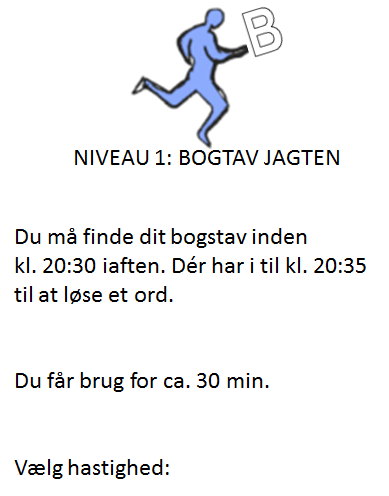 B
NIVEAU 1: BOGTAV JAGTEN
Du må finde dit bogstav inden
kl. 20:30 iaften. Dér har i til kl. 20:35
til at løse et ord.
Du får brug for ca. 30 min.
Vælg hastighed: